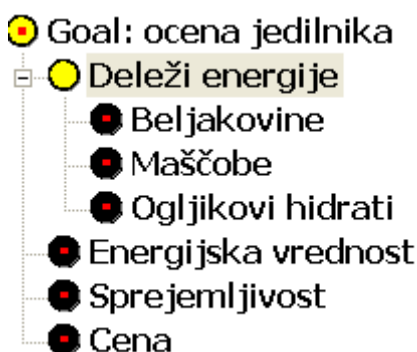 Goal: ocena jedilnika
Deleži energije
Beljakovine
Maščobe
Ogljikovi hidrati
Energijska vrednost
Sprejemljivost
Cena